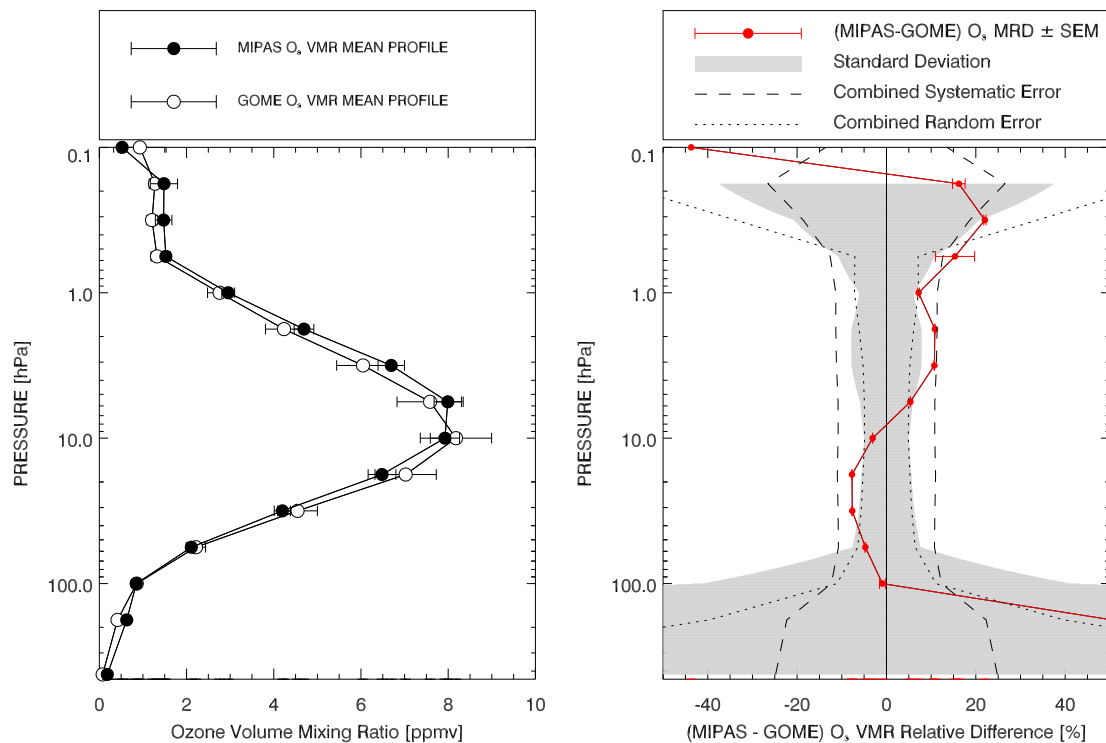 MIPAS O₃ VMR MEAN PROFILE
GOME O₃ VMR MEAN PROFILE
(MIPAS-GOME) O₃ MRD ± SEM
Standard Deviation
Combined Systematic Error
Combined Random Error
0.1
1.0
10.0
100.0
PRESSURE [hPa]
0 2 4 6 8 10
Ozone Volume Mixing Ratio [ppmv]
0.1
1.0
10.0
100.0
PRESSURE [hPa]
-40 -20 0 20 40
(MIPAS - GOME) O₃ VMR Relative Difference [%]